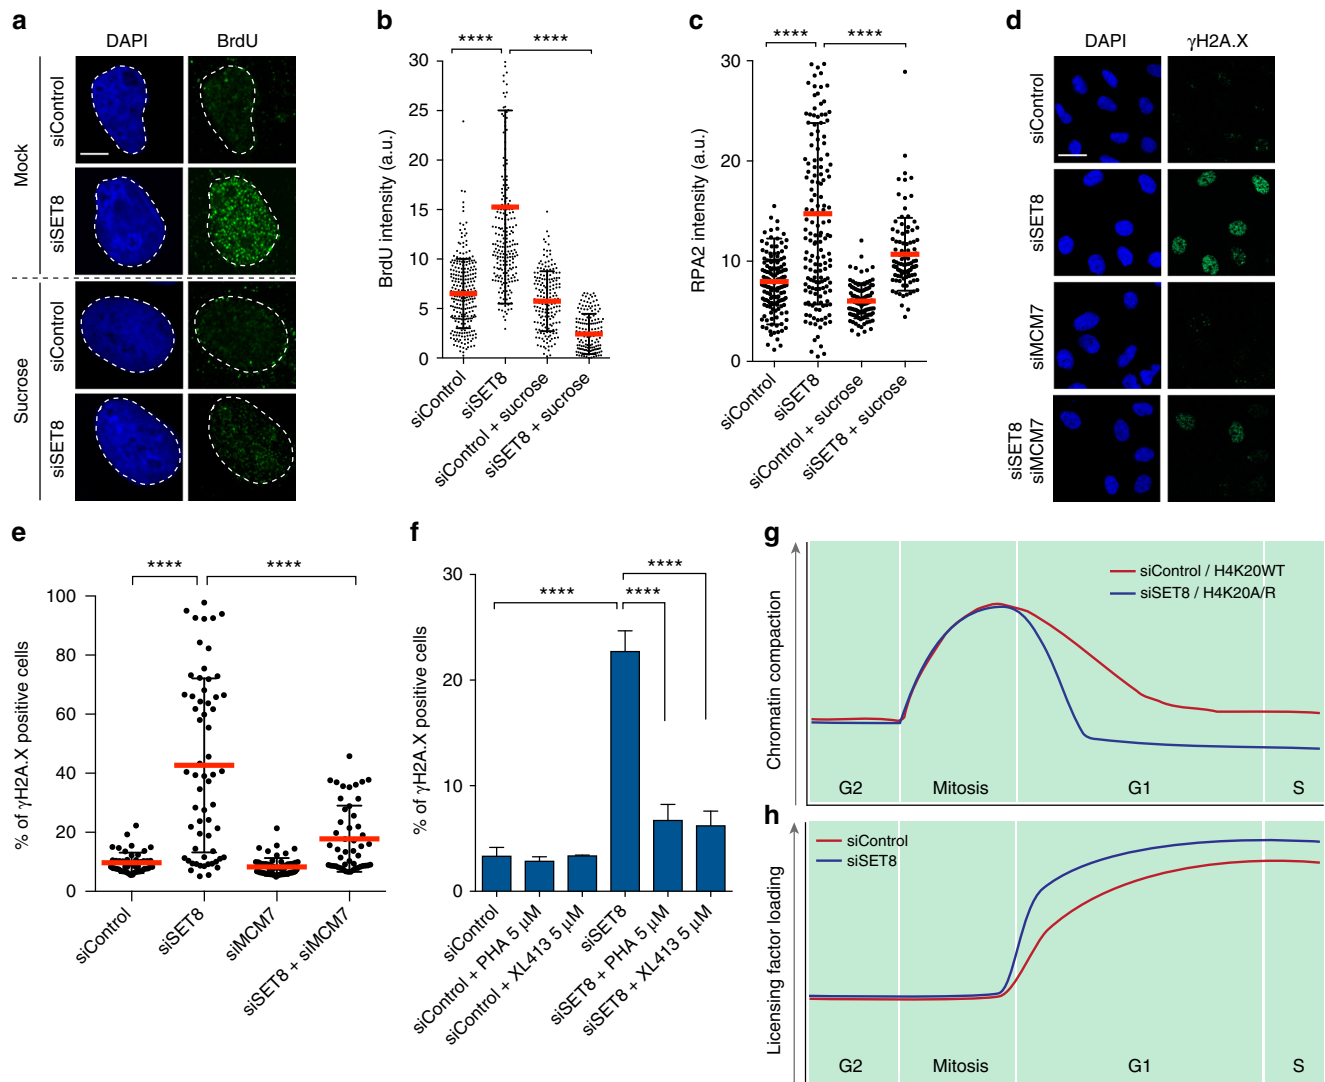 a
DAPI BrdU
Mock
siControl
siSET8
Sucrose
siControl
siSET8
b
**** ****
BrdU intensity (a.u.)
30
25
20
15
10
5
0
siControl
siSET8
siControl + sucrose
siSET8 + sucrose
c
**** ****
RPA2 intensity (a.u.)
30
20
10
0
siControl
siSET8
siControl + sucrose
siSET8 + sucrose
d
DAPI γH2A.X
siControl
siSET8
siMCM7
siSET8
siMCM7
e
**** ****
% of γH2A.X positive cells
100
80
60
40
20
0
siControl
siSET8
siMCM7
siSET8 + siMCM7
f
****
**** ****
% of γH2A.X positive cells
30
20
10
0
siControl
siControl + PHA 5 μM
siControl + XL413 5 μM
siSET8
siSET8 + PHA 5 μM
siSET8 + XL413 5 μM
g
Chromatin compaction
siControl / H4K20WT
siSET8 / H4K20A/R
G2 Mitosis G1 S
h
Licensing factor loading
siControl
siSET8
G2 Mitosis G1 S